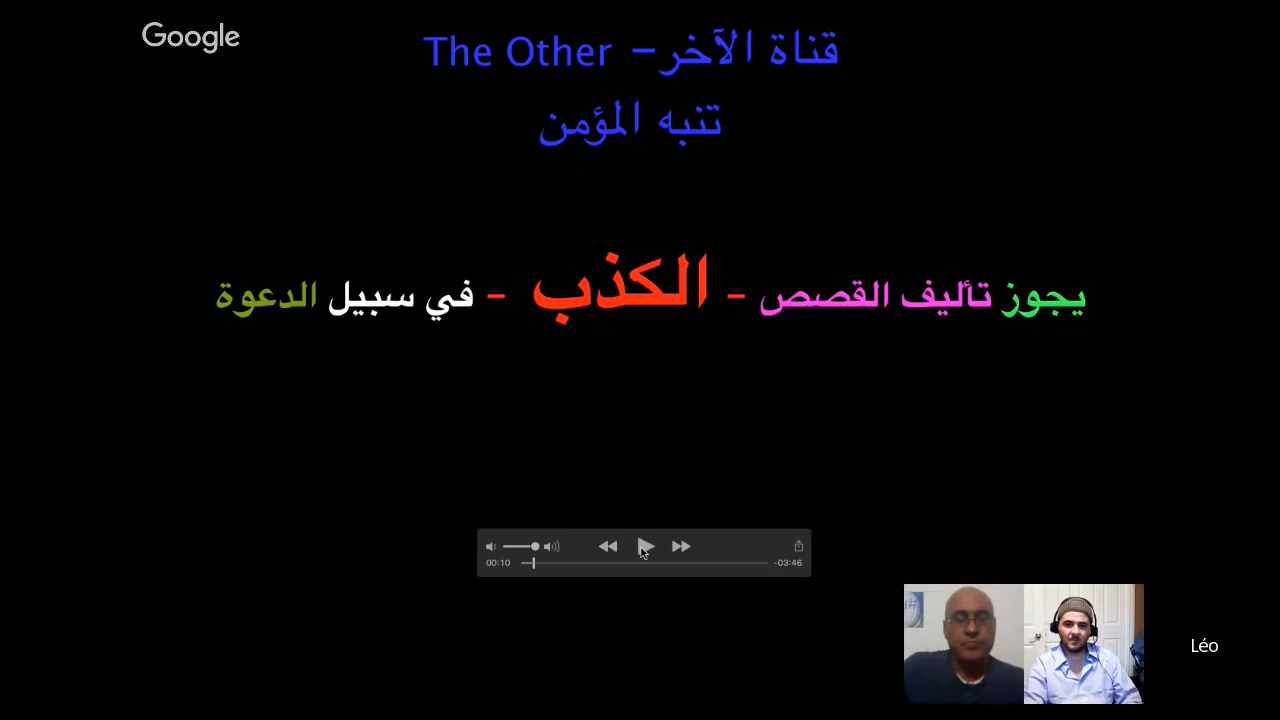 Google
قناة الآخر – The Other
تنبه المؤمن
يجوز تأليف القصص - الكذب - في سبيل الدعوة
00:10
-03:46
Léo